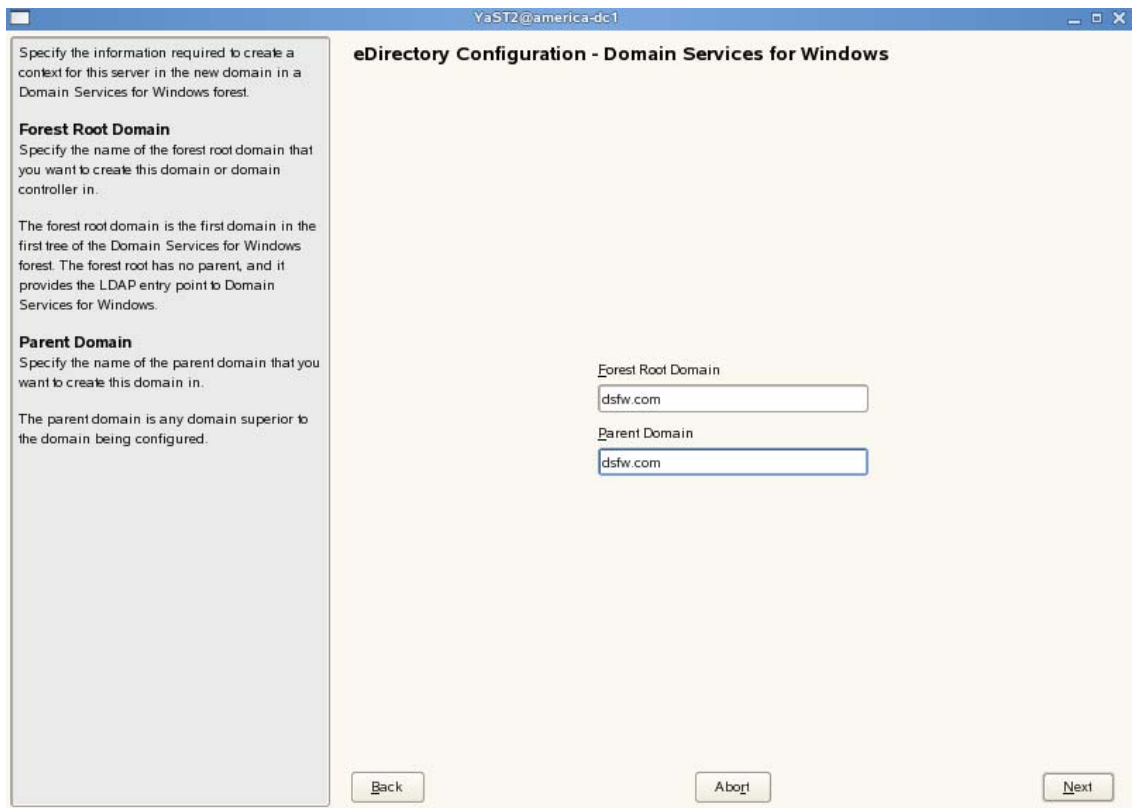 YaST2@america-dc1
Specify the information required to create a
context for this server in the new domain in a
Domain Services for Windows forest.
Forest Root Domain
Specify the name of the forest root domain that
you want to create this domain or domain
controller in.
The forest root domain is the first domain in the
first tree of the Domain Services for Windows
forest. The forest root has no parent, and it
provides the LDAP entry point to Domain
Services for Windows.
Parent Domain
Specify the name of the parent domain that you
want to create this domain in.
The parent domain is any domain superior to
the domain being configured.
eDirectory Configuration - Domain Services for Windows
Forest Root Domain
dsfw.com
Parent Domain
dsfw.com
Back
Abort
Next